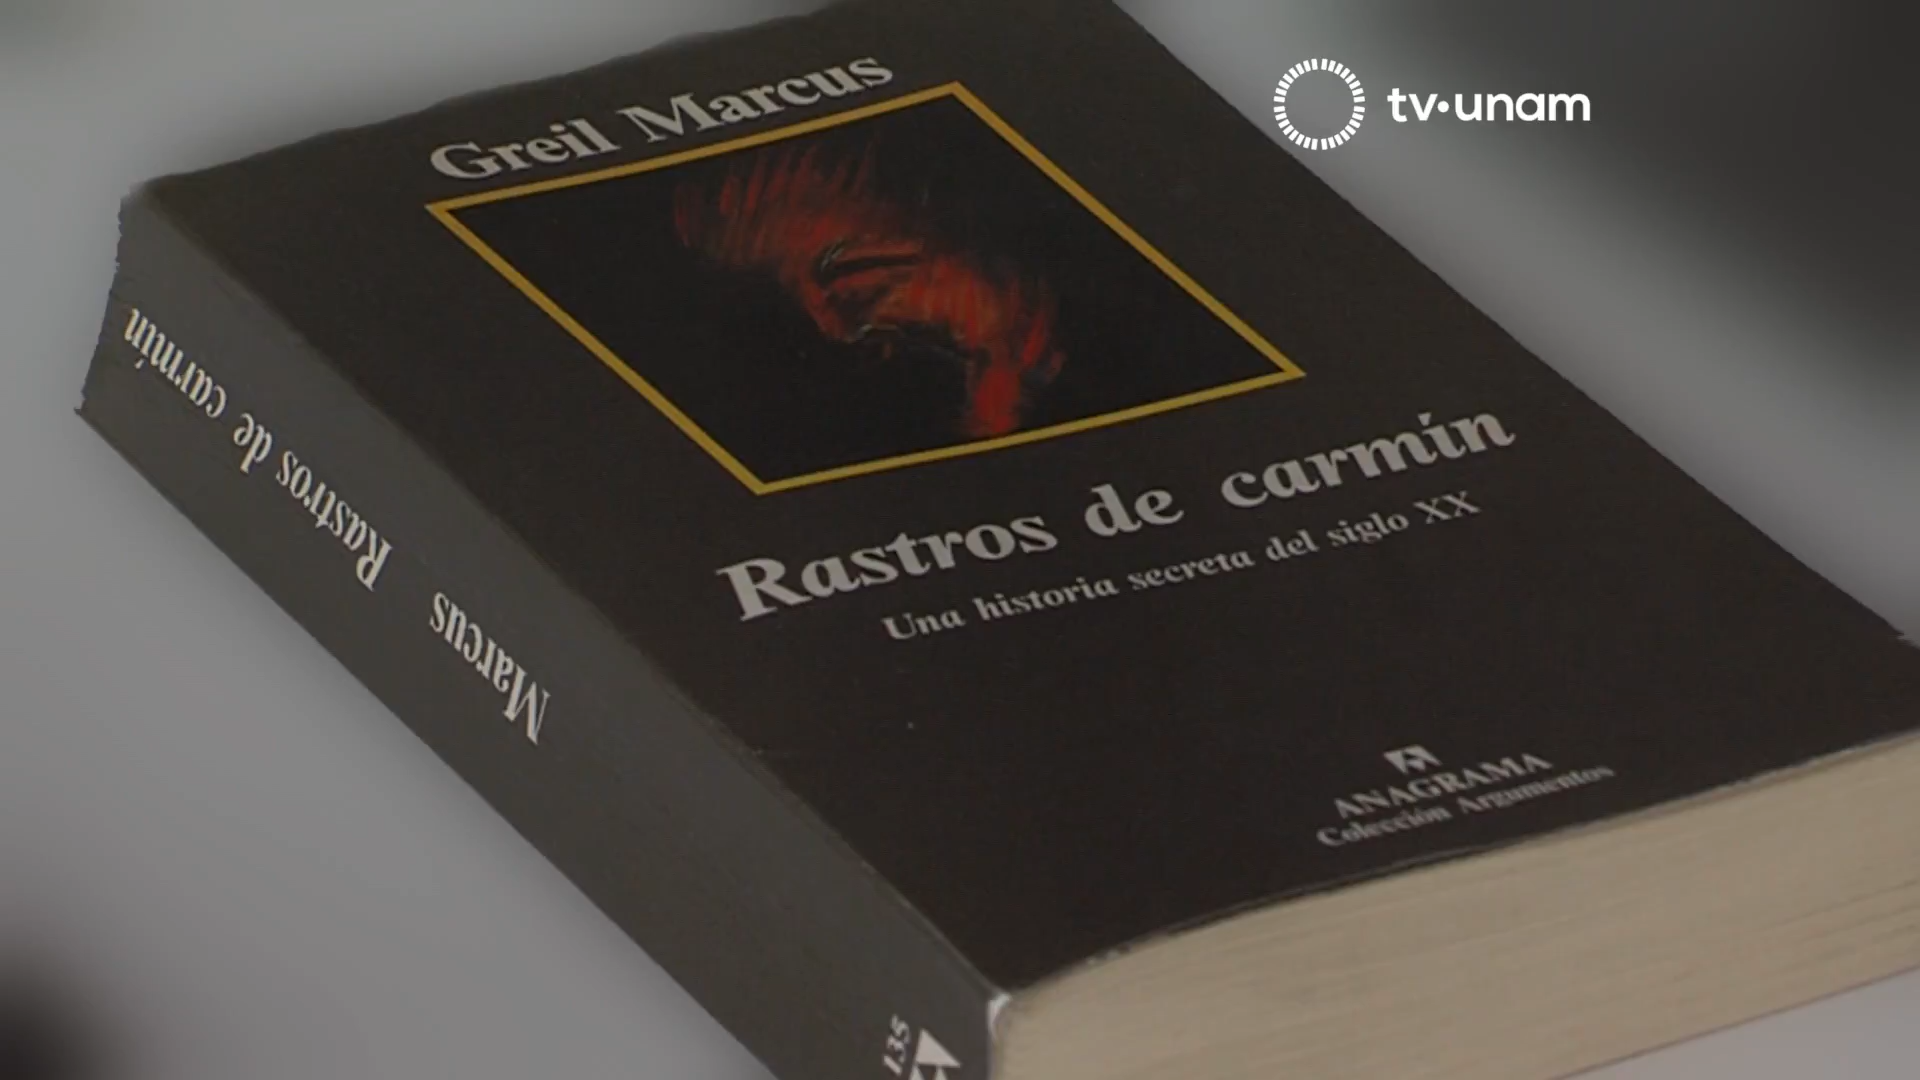 tv·unam
Greil Marcus
Rastros de carmín
Una historia secreta del siglo XX
ANAGRAMA
Colección Argumentos
Marcus Rastros de carmín
135